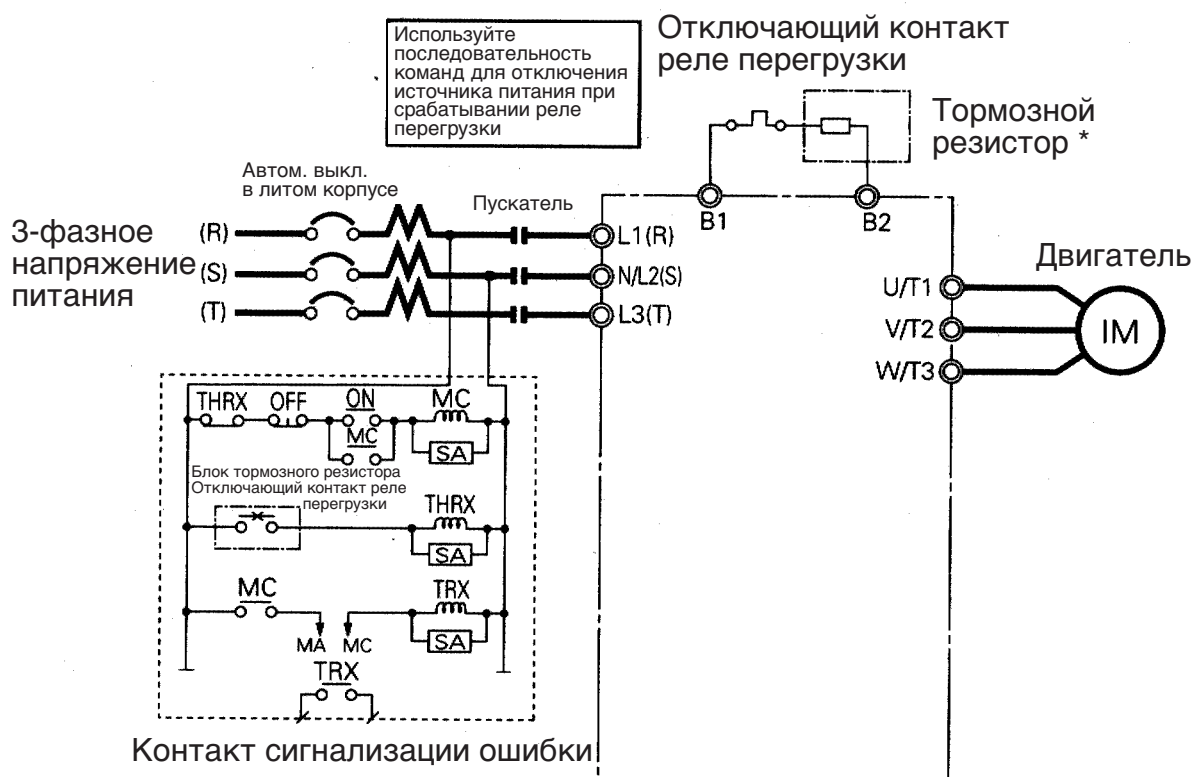 Используйте
последовательность
команд для отключения
источника питания при
срабатывании реле
перегрузки
Отключающий контакт
реле перегрузки
Тормозной
резистор *
Автом. выкл.
в литом корпусе
Пускатель
B1
B2
3-фазное
напряжение
питания
(R)
(S)
(T)
L1(R)
N/L2(S)
L3(T)
Двигатель
U/T1
V/T2
W/T3
IM
THRX OFF ON MC
MC
SA
Блок тормозного резистора
Отключающий контакт реле
перегрузки
THRX
SA
MC
TRX
SA
MA MC
TRX
Контакт сигнализации ошибки